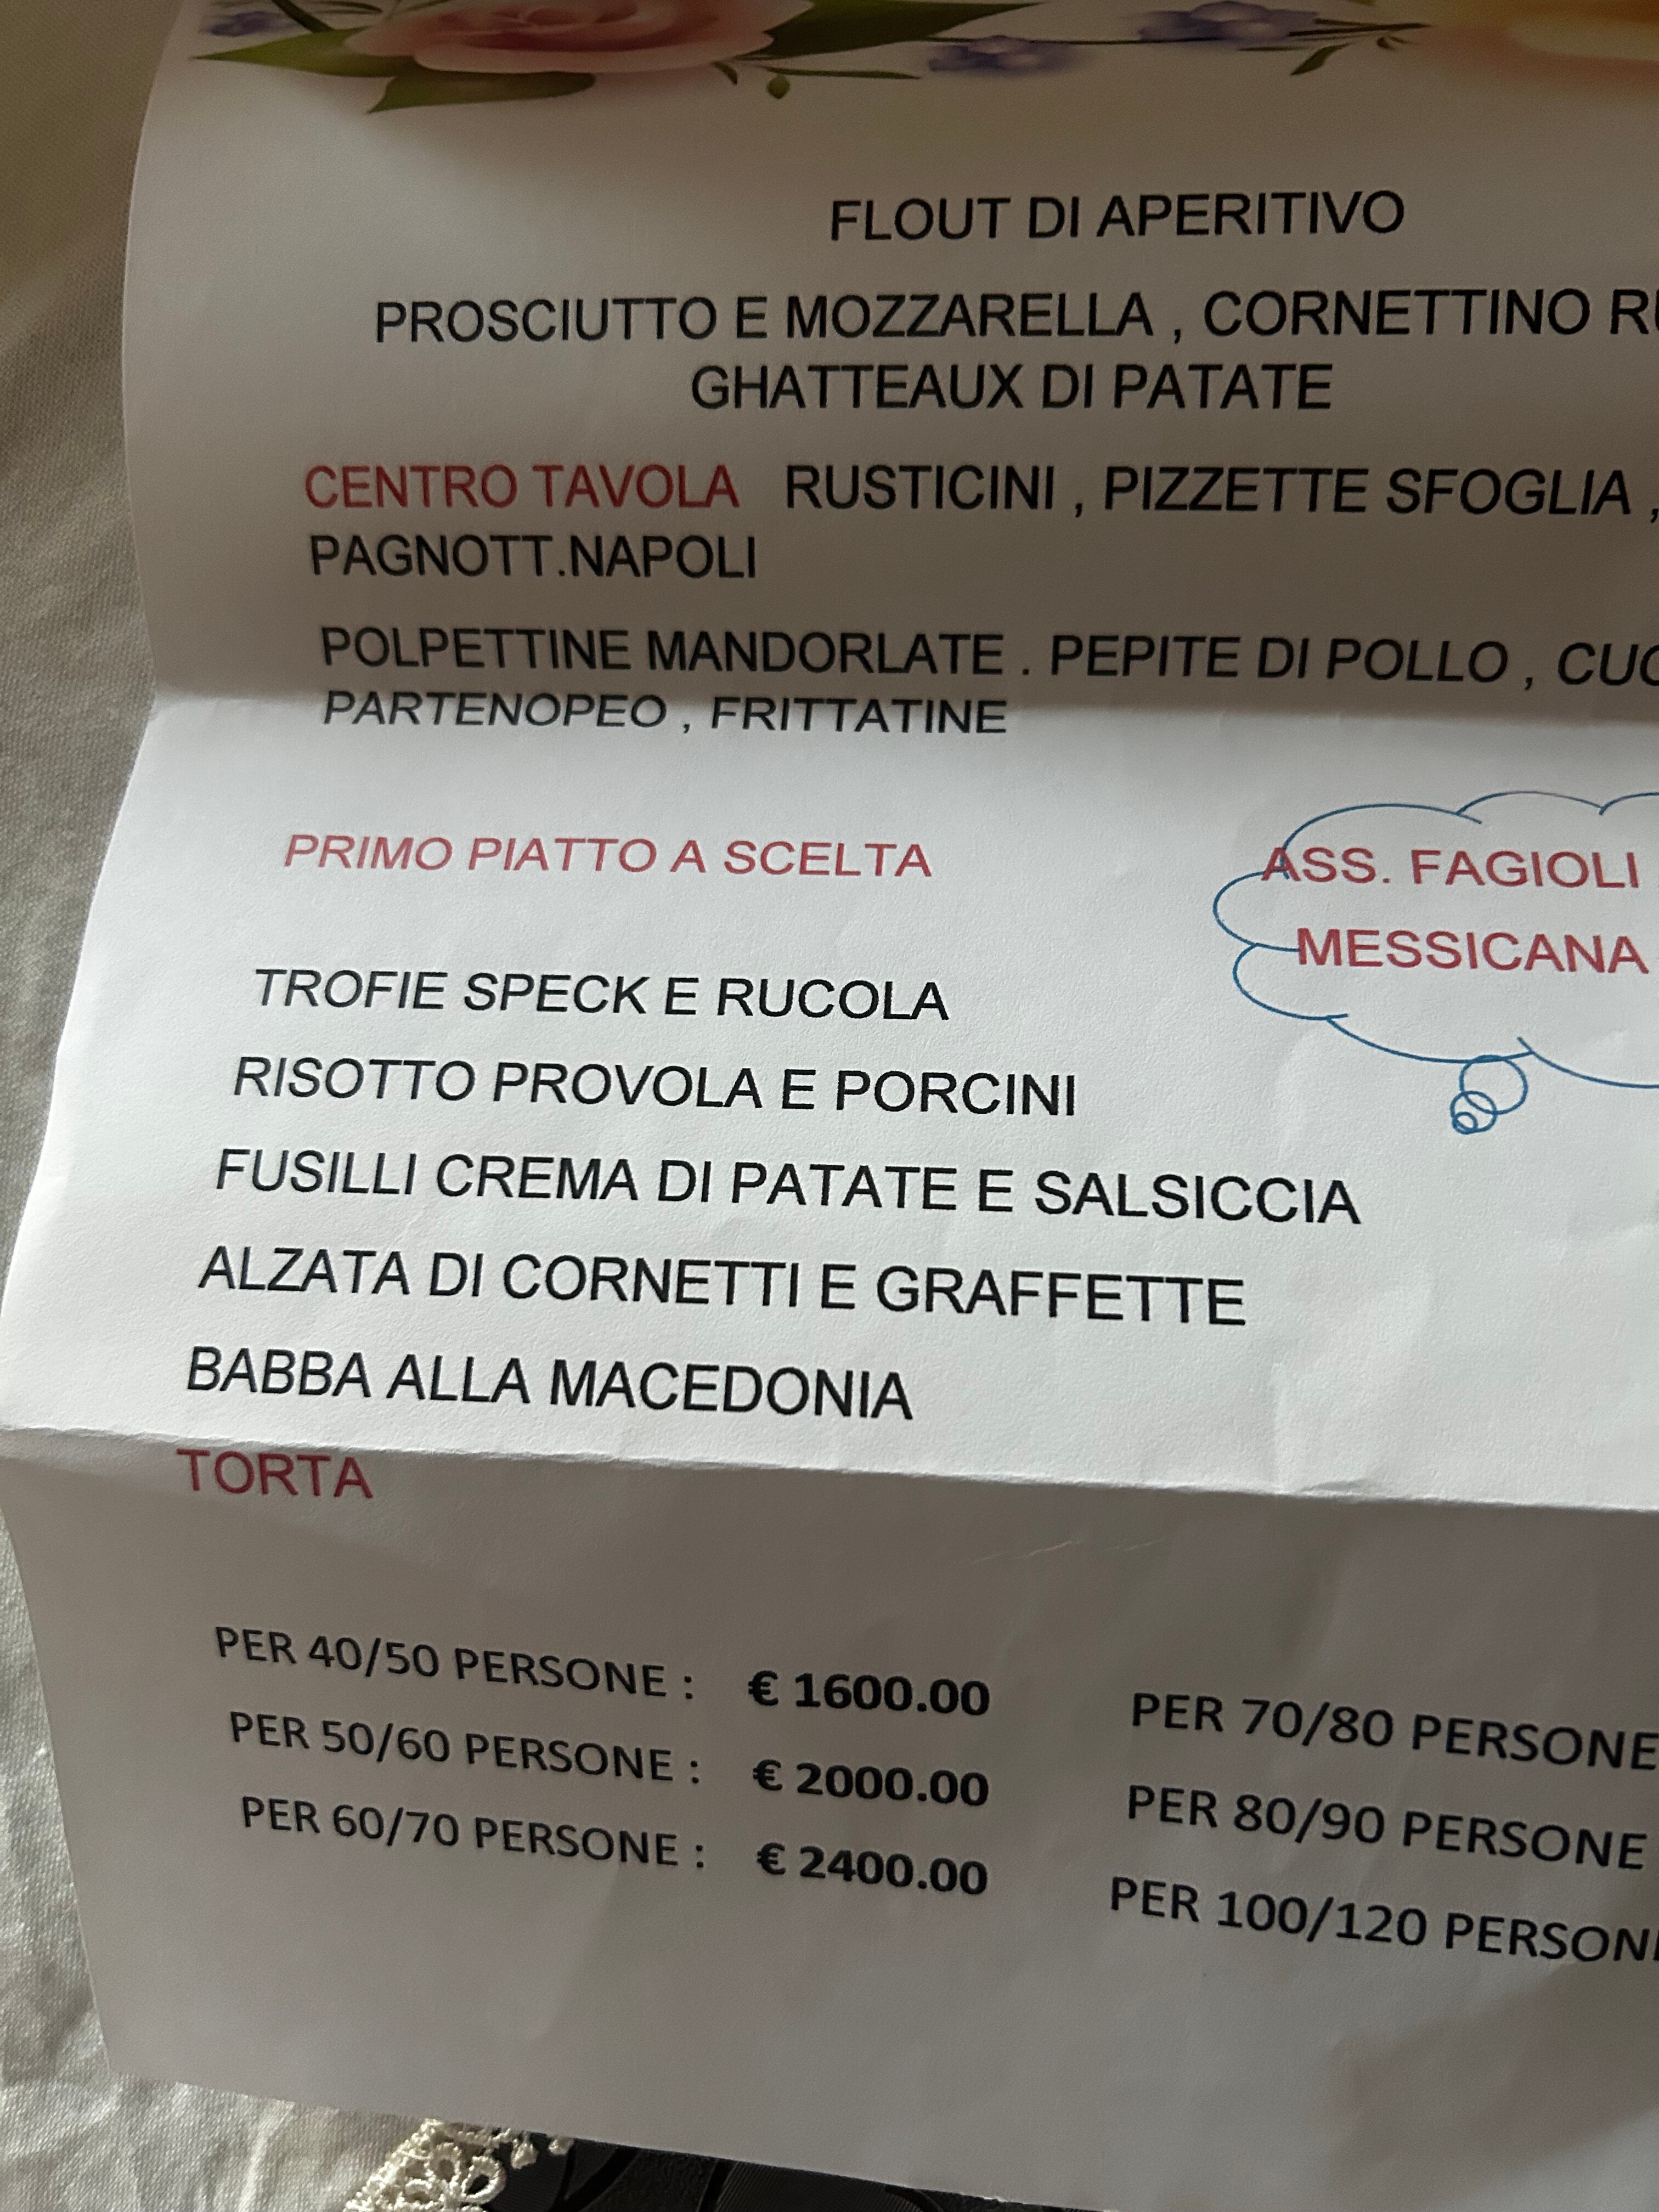 FLOUT DI APERITIVO
PROSCIUTTO E MOZZARELLA , CORNETTINO
GHATTEAUX DI PATATE
CENTRO TAVOLA RUSTICINI , PIZZETTE SFOGLIA ,
PAGNOTT.NAPOLI
POLPETTINE MANDORLATE . PEPITE DI POLLO ,
PARTENOPEO , FRITTATINE
PRIMO PIATTO A SCELTA
ASS. FAGIOLI
MESSICANA
TROFIE SPECK E RUCOLA
RISOTTO PROVOLA E PORCINI
FUSILLI CREMA DI PATATE E SALSICCIA
ALZATA DI CORNETTI E GRAFFETTE
BABBA ALLA MACEDONIA
TORTA
PER 40/50 PERSONE : € 1600.00
PER 50/60 PERSONE : € 2000.00
PER 60/70 PERSONE : € 2400.00
PER 70/80 PERSONE
PER 80/90 PERSONE
PER 100/120